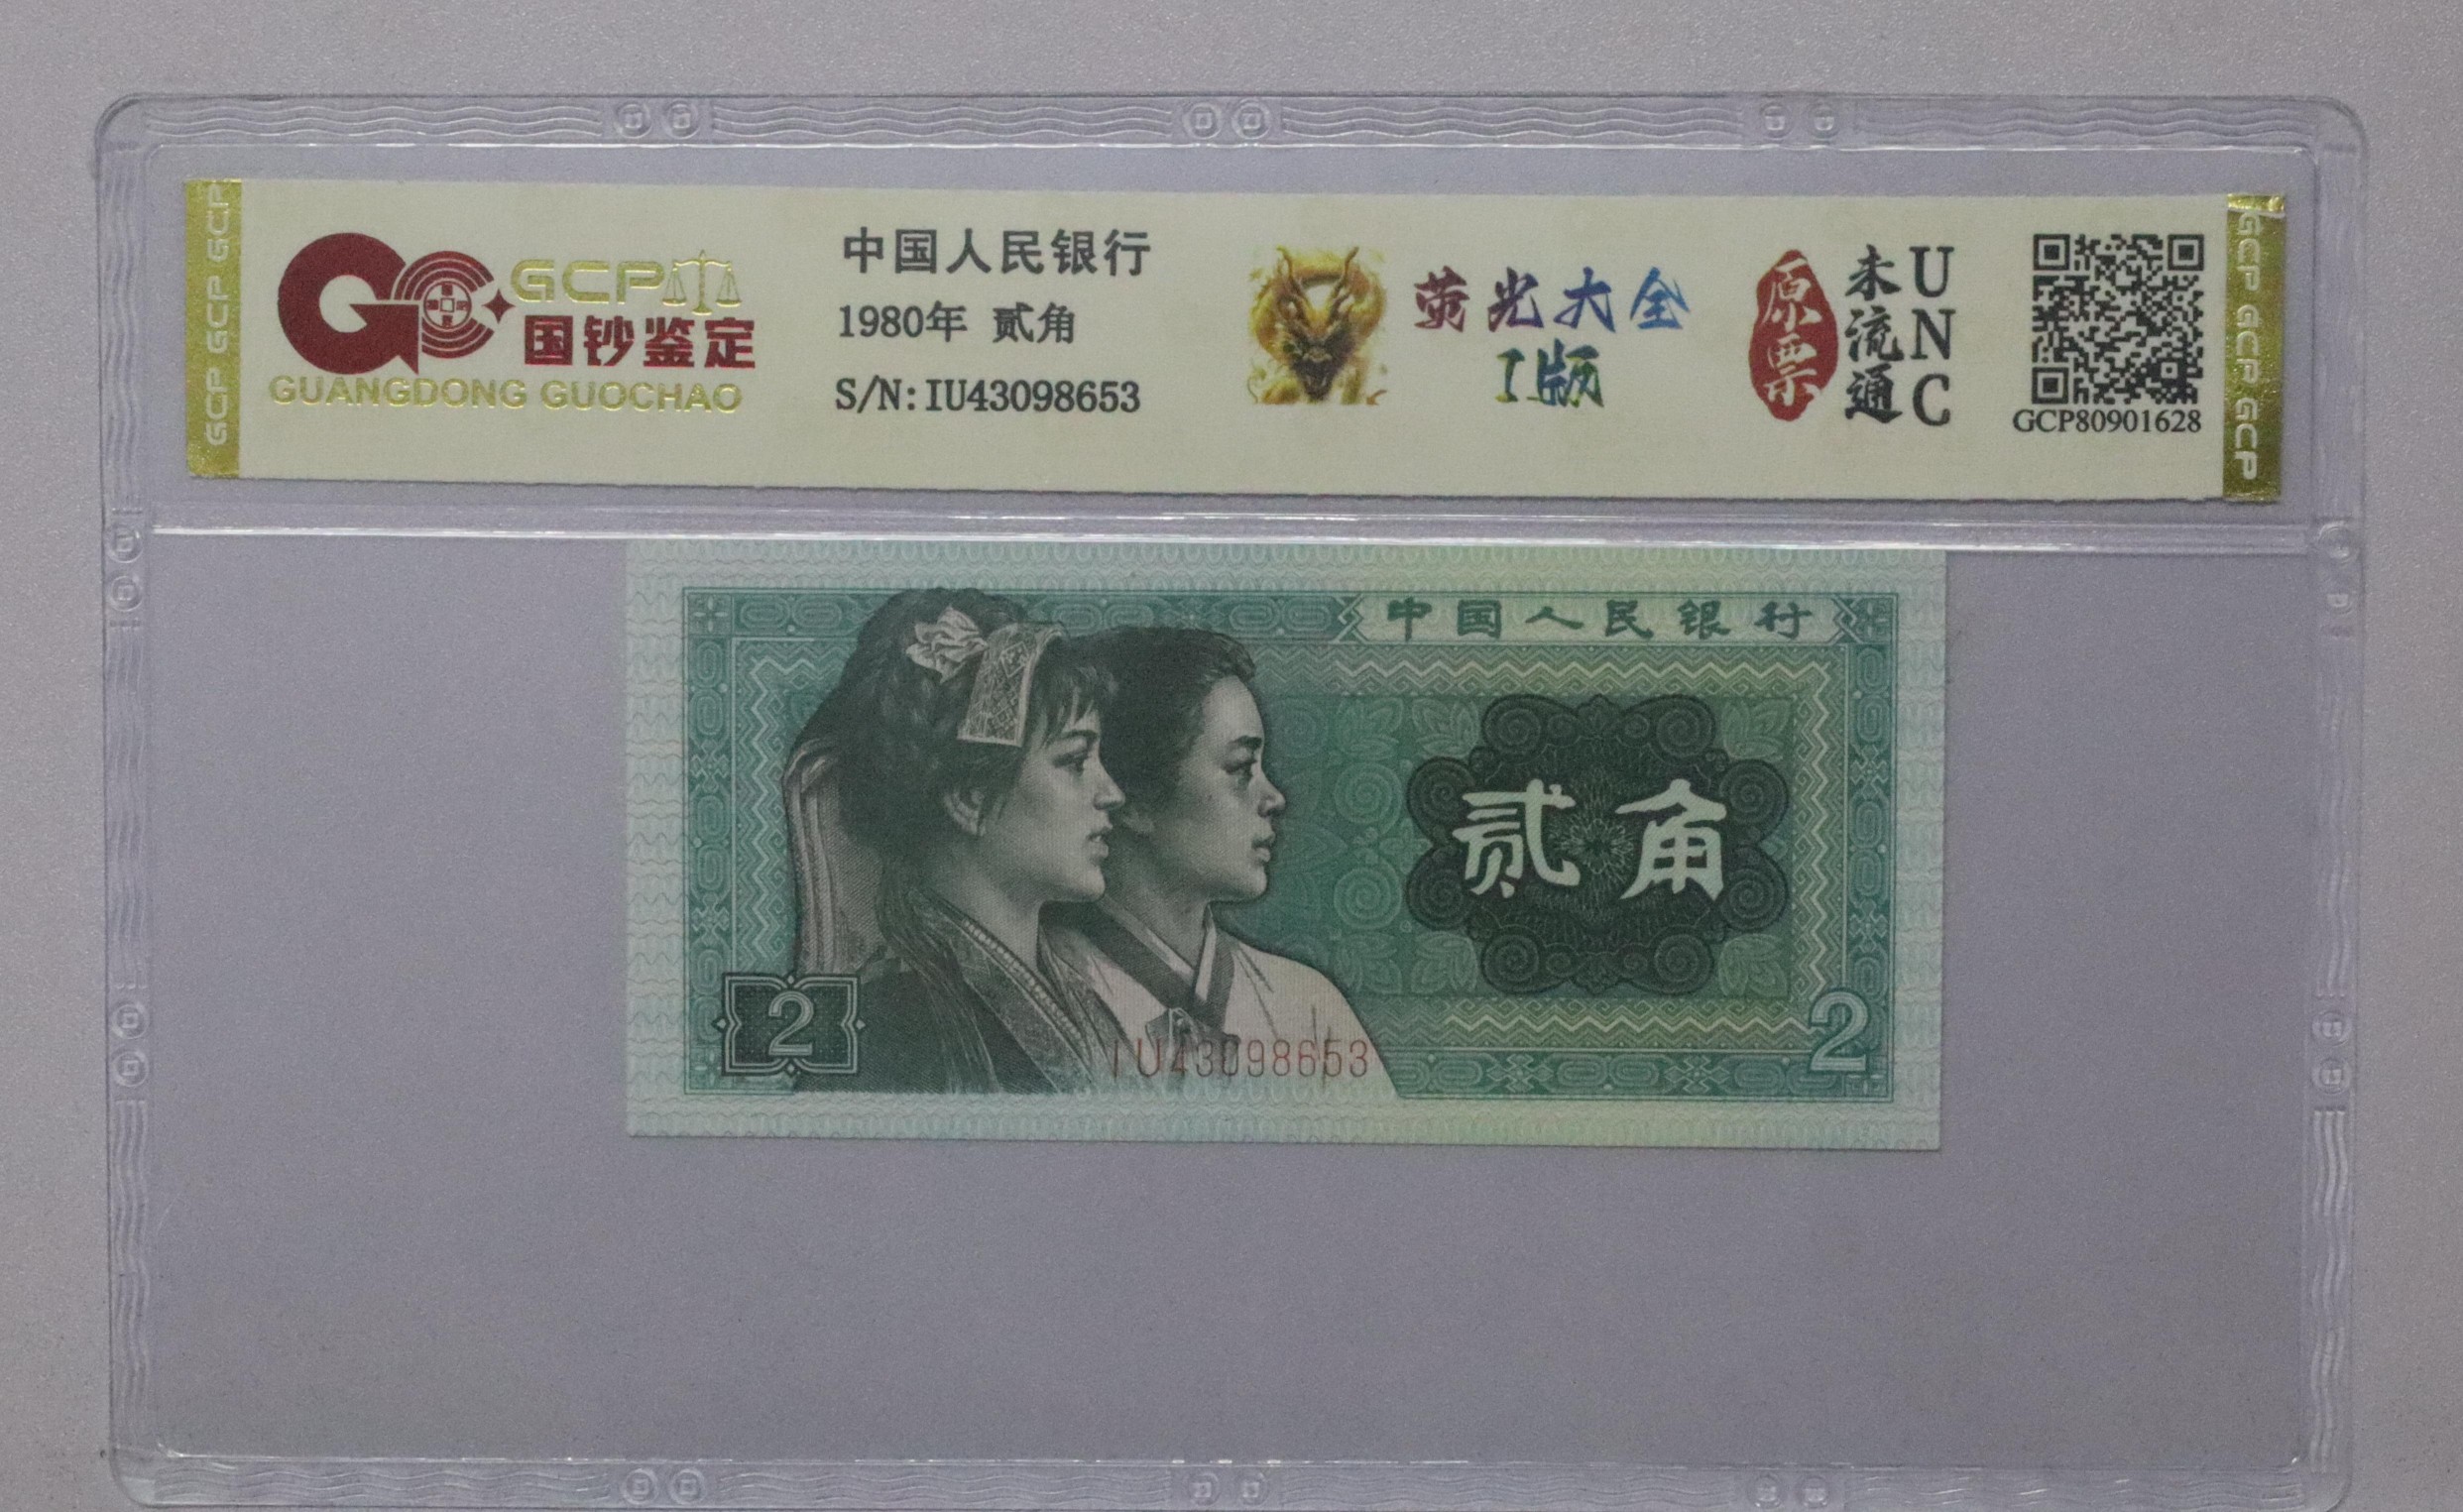 GCP GCP GCP
GCP
国钞鉴定
GUANGDONG GUOCHAO
中国人民银行
1980年 贰角
S/N:IU43098653
荧光大全
I版
原票
未流通
UNC
GCP80901628
GCP GCP GCP
中国人民银行
贰角
2
IU43098653
2